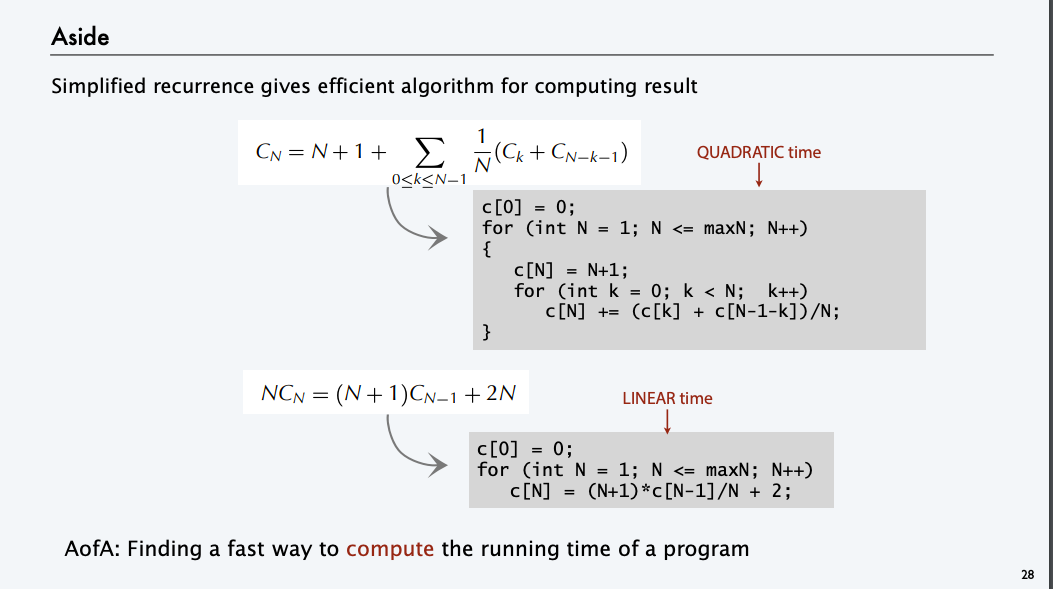 Aside
Simplified recurrence gives efficient algorithm for computing result
C_N = N + 1 + ∑_{0≤k≤N−1} \frac{1}{N}(C_k + C_{N−k−1})
QUADRATIC time
c[0] = 0;
for (int N = 1; N <= maxN; N++)
{
   c[N] = N+1;
   for (int k = 0; k < N;  k++)
      c[N] += (c[k] + c[N-1-k])/N;
}
NC_N = (N + 1)C_{N−1} + 2N
LINEAR time
c[0] = 0;
for (int N = 1; N <= maxN; N++)
   c[N] = (N+1)*c[N-1]/N + 2;
AofA: Finding a fast way to compute the running time of a program
28